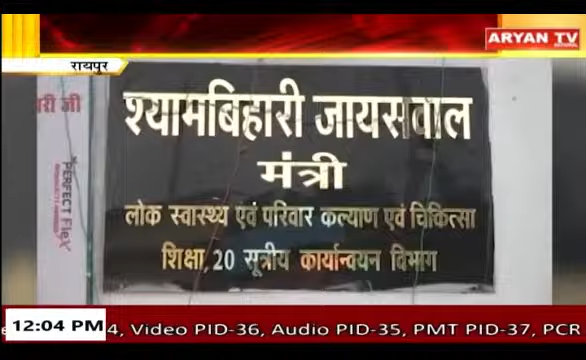 ARYAN TV
NATIONAL
रायपुर
श्यामबिहारी जायसवाल
मंत्री
लोक स्वास्थ्य एवं परिवार कल्याण एवं चिकित्सा
शिक्षा, 20 सूत्रीय कार्यान्वयन विभाग
री जी
PERFECT Flex
12:04 PM
4, Video PID-36, Audio PID-35, PMT PID-37, PCR